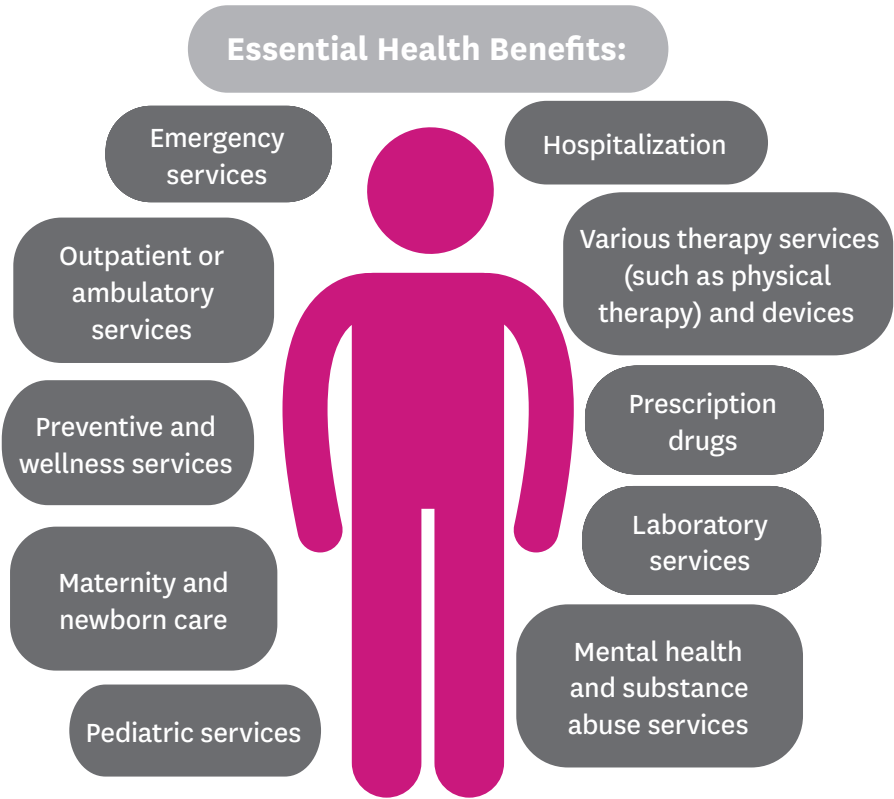 Essential Health Benefits:
Emergency
services
Outpatient or
ambulatory
services
Preventive and
wellness services
Maternity and
newborn care
Pediatric services
Hospitalization
Various therapy services
(such as physical
therapy) and devices
Prescription
drugs
Laboratory
services
Mental health
and substance
abuse services